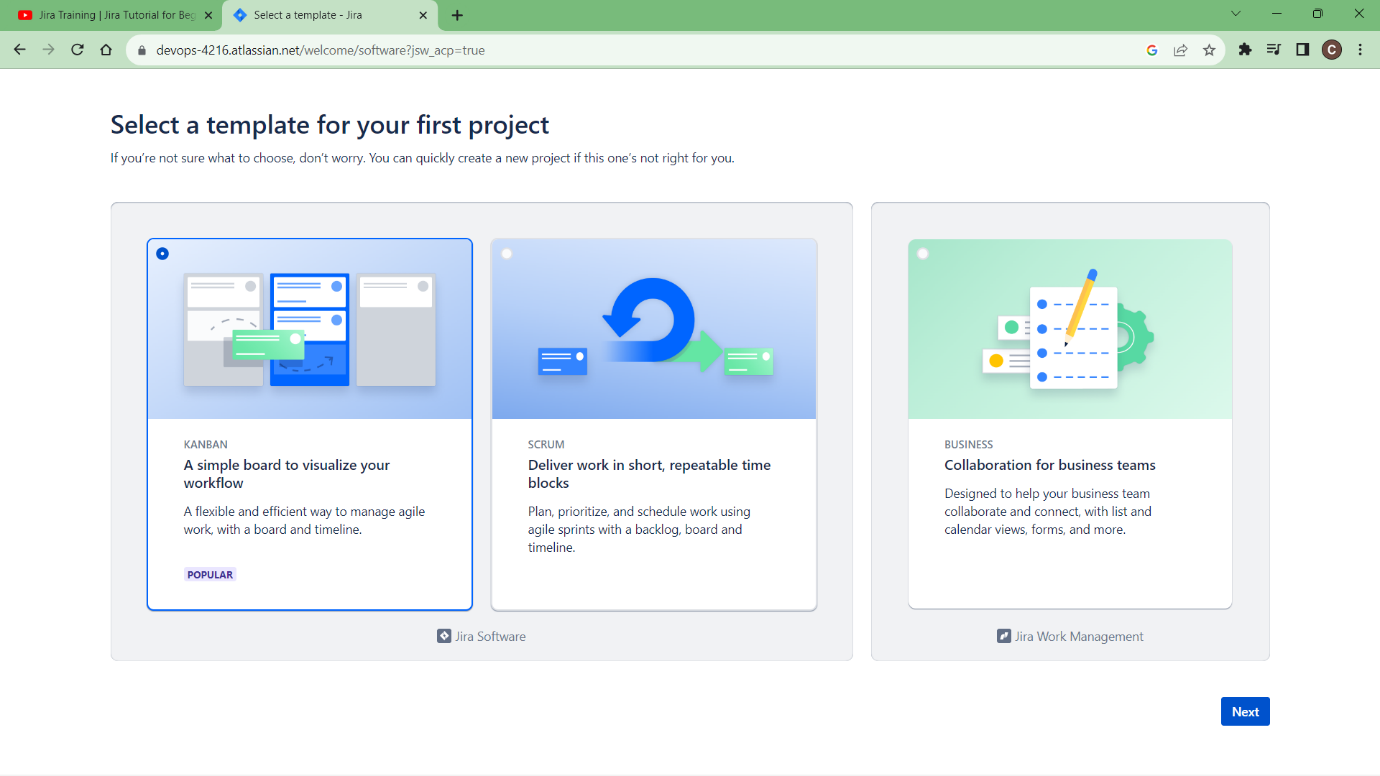 Jira Training | Jira Tutorial for Beg
Select a template - Jira
devops-4216.atlassian.net/welcome/software?jsw_acp=true
G
C
Select a template for your first project
If you're not sure what to choose, don't worry. You can quickly create a new project if this one's not right for you.
KANBAN
A simple board to visualize your
workflow
A flexible and efficient way to manage agile
work, with a board and timeline.
POPULAR
SCRUM
Deliver work in short, repeatable time
blocks
Plan, prioritize, and schedule work using
agile sprints with a backlog, board and
timeline.
Jira Software
BUSINESS
Collaboration for business teams
Designed to help your business team
collaborate and connect, with list and
calendar views, forms, and more.
Jira Work Management
Next